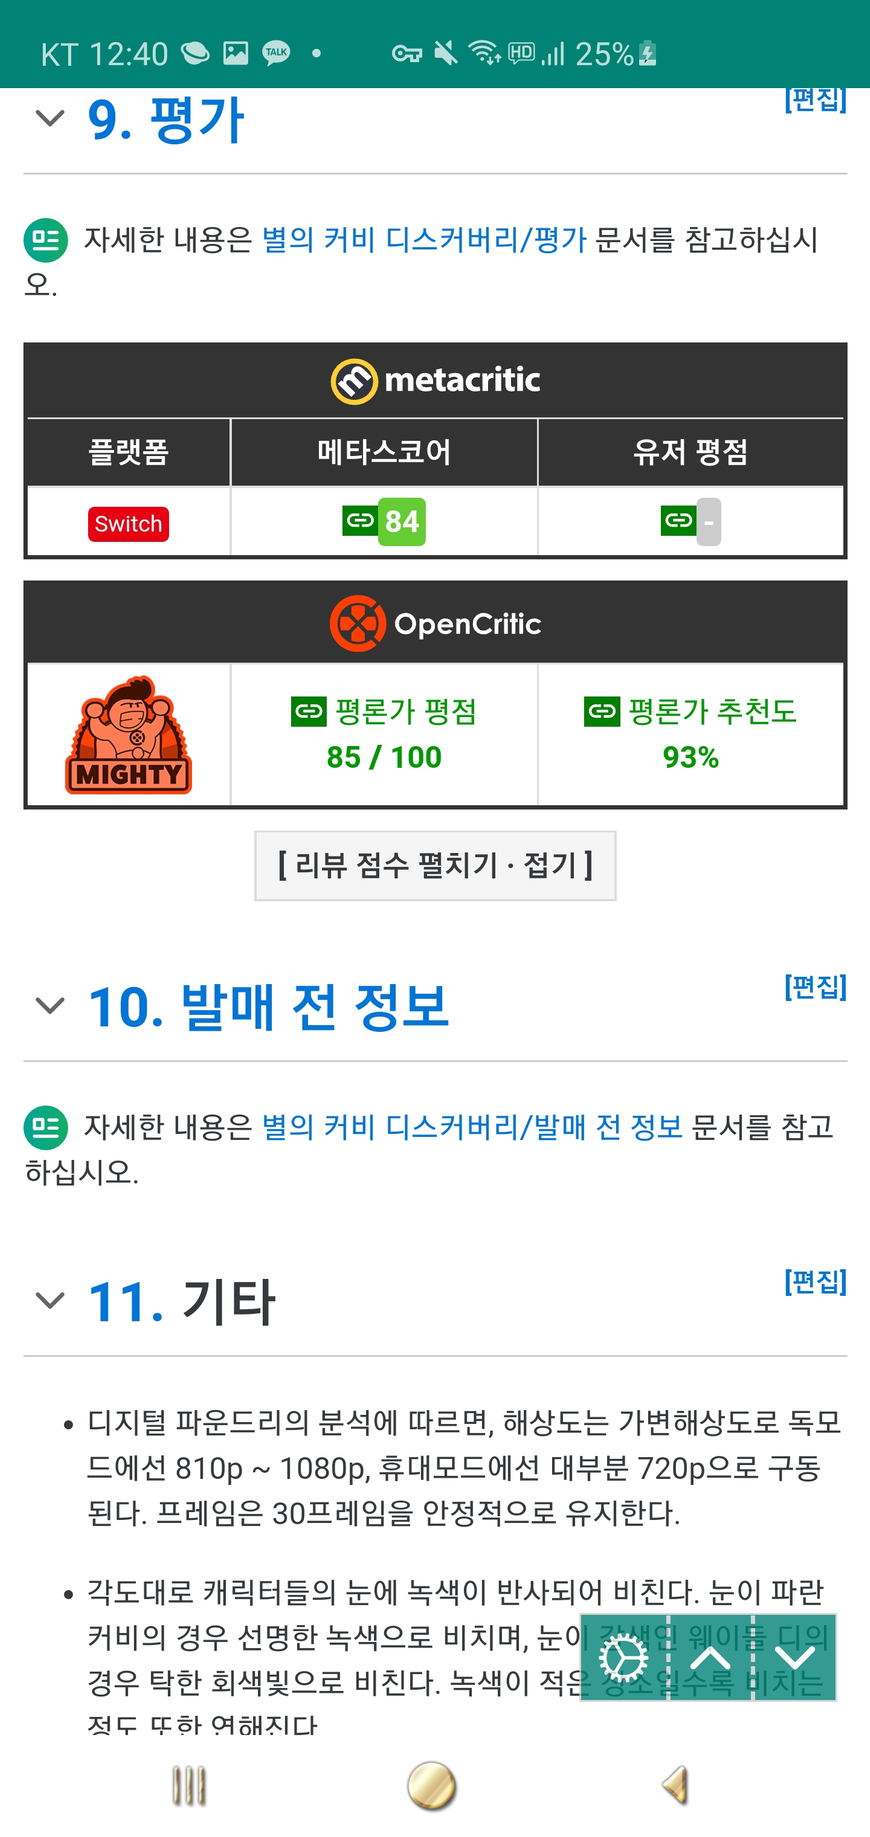 KT 12:40 TALK HD 25%
9. 평가 [편집]
자세한 내용은 별의 커비 디스커버리/평가 문서를 참고하십시
오.
metacritic
플랫폼 메타스코어 유저 평점
Switch 84 -
OpenCritic
MIGHTY
평론가 평점 평론가 추천도
85 / 100 93%
[ 리뷰 점수 펼치기 · 접기 ]
10. 발매 전 정보 [편집]
자세한 내용은 별의 커비 디스커버리/발매 전 정보 문서를 참고
하십시오.
11. 기타 [편집]
• 디지털 파운드리의 분석에 따르면, 해상도는 가변해상도로 독모
드에선 810p ~ 1080p, 휴대모드에선 대부분 720p으로 구동
된다. 프레임은 30프레임을 안정적으로 유지한다.
• 각도대로 캐릭터들의 눈에 녹색이 반사되어 비친다. 눈이 파란
커비의 경우 선명한 녹색으로 비치며, 눈이 갈색인 웨이들 디의
경우 탁한 회색빛으로 비친다. 녹색이 적은 장소일수록 비치는
정도 또한 연해진다